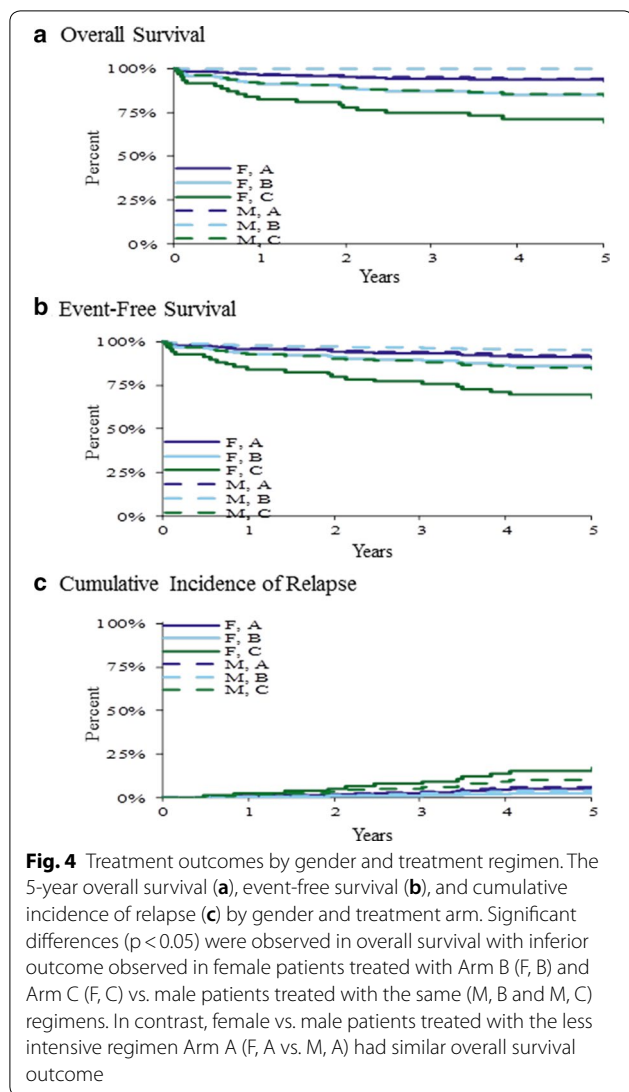 a Overall Survival
100%
75%
50%
25%
0%
Percent
F, A
F, B
F, C
M, A
M, B
M, C
0 1 2 3 4 5
Years
b Event-Free Survival
100%
75%
50%
25%
0%
Percent
F, A
F, B
F, C
M, A
M, B
M, C
0 1 2 3 4 5
Years
c Cumulative Incidence of Relapse
100%
75%
50%
25%
0%
Percent
F, A
F, B
F, C
M, A
M, B
M, C
0 1 2 3 4 5
Years
Fig. 4 Treatment outcomes by gender and treatment regimen. The
5-year overall survival (a), event-free survival (b), and cumulative
incidence of relapse (c) by gender and treatment arm. Significant
differences (p < 0.05) were observed in overall survival with inferior
outcome observed in female patients treated with Arm B (F, B) and
Arm C (F, C) vs. male patients treated with the same (M, B and M, C)
regimens. In contrast, female vs. male patients treated with the less
intensive regimen Arm A (F, A vs. M, A) had similar overall survival
outcome